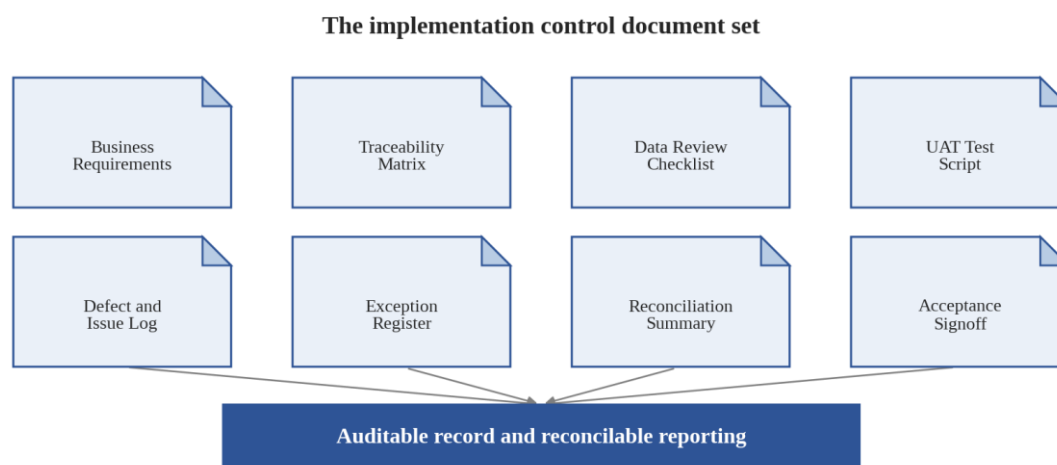 The implementation control document set
Business
Requirements
Traceability
Matrix
Data Review
Checklist
UAT Test
Script
Defect and
Issue Log
Exception
Register
Reconciliation
Summary
Acceptance
Signoff
Auditable record and reconcilable reporting